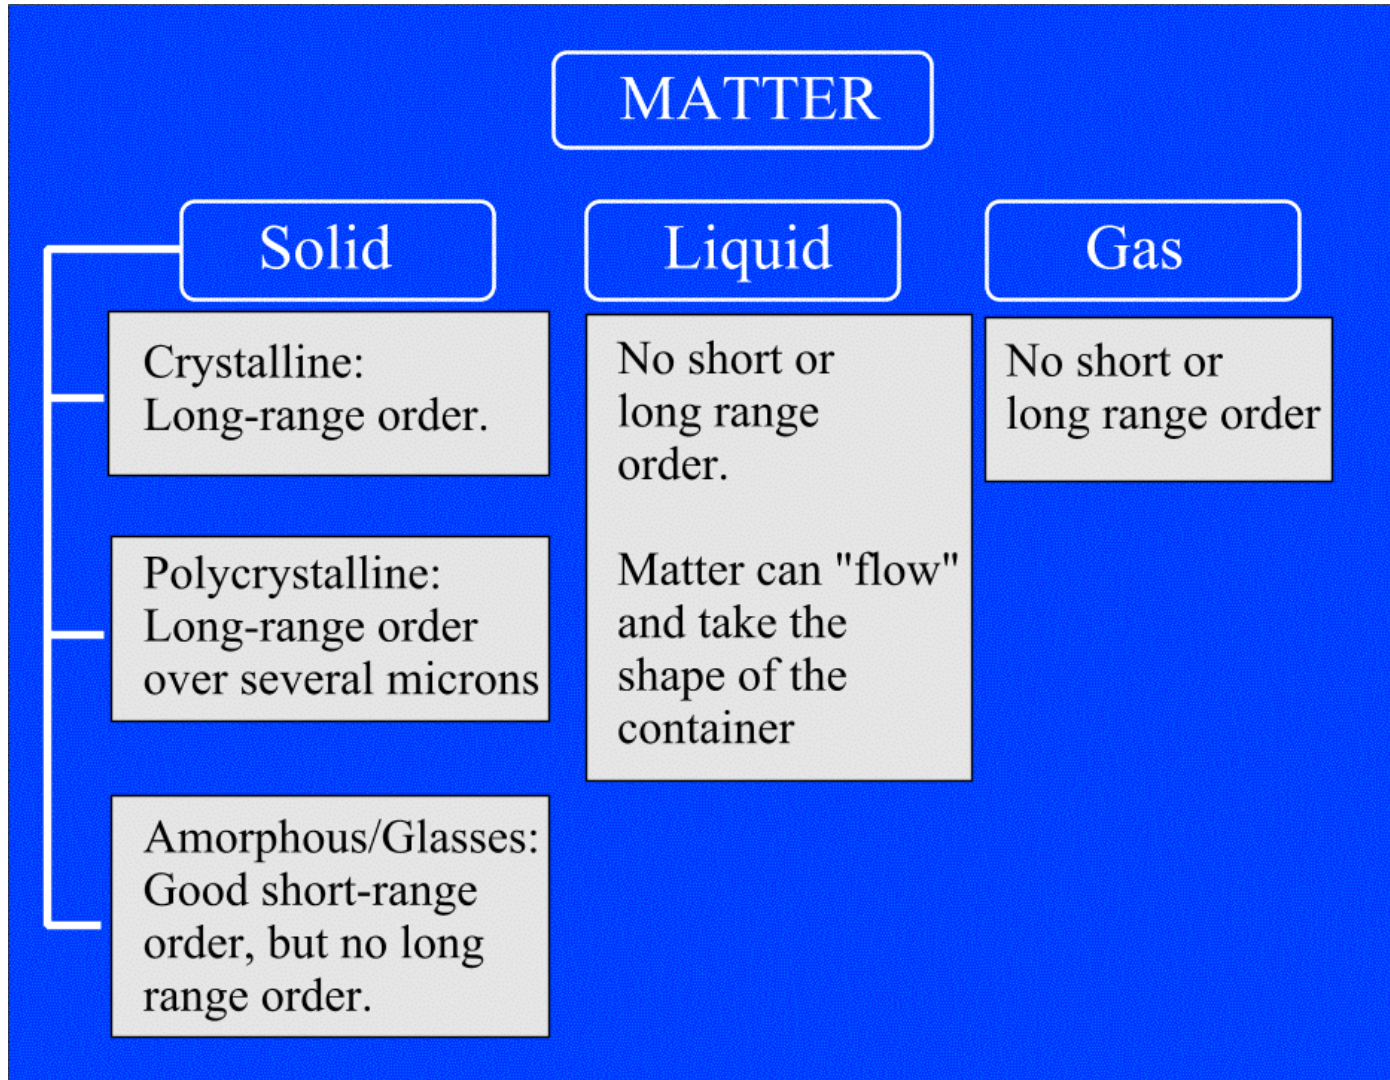 MATTER
Solid
Liquid
Gas
Crystalline:
Long-range order.
Polycrystalline:
Long-range order
over several microns
Amorphous/Glasses:
Good short-range
order, but no long
range order.
No short or
long range
order.
Matter can "flow"
and take the
shape of the
container
No short or
long range order